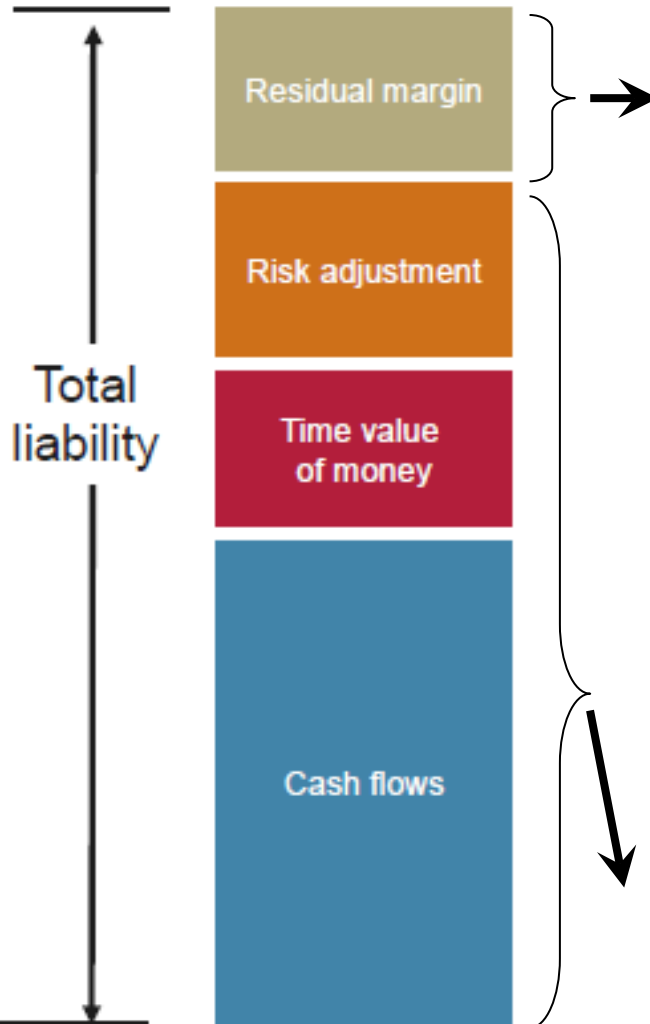 Residual margin
Risk adjustment
Total
liability
Time value
of money
Cash flows